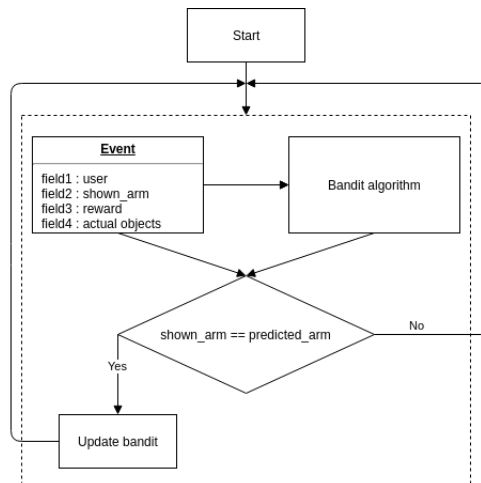 Start
Event
field1 : user
field2 : shown_arm
field3 : reward
field4 : actual objects
Bandit algorithm
shown_arm == predicted_arm
No
Yes
Update bandit